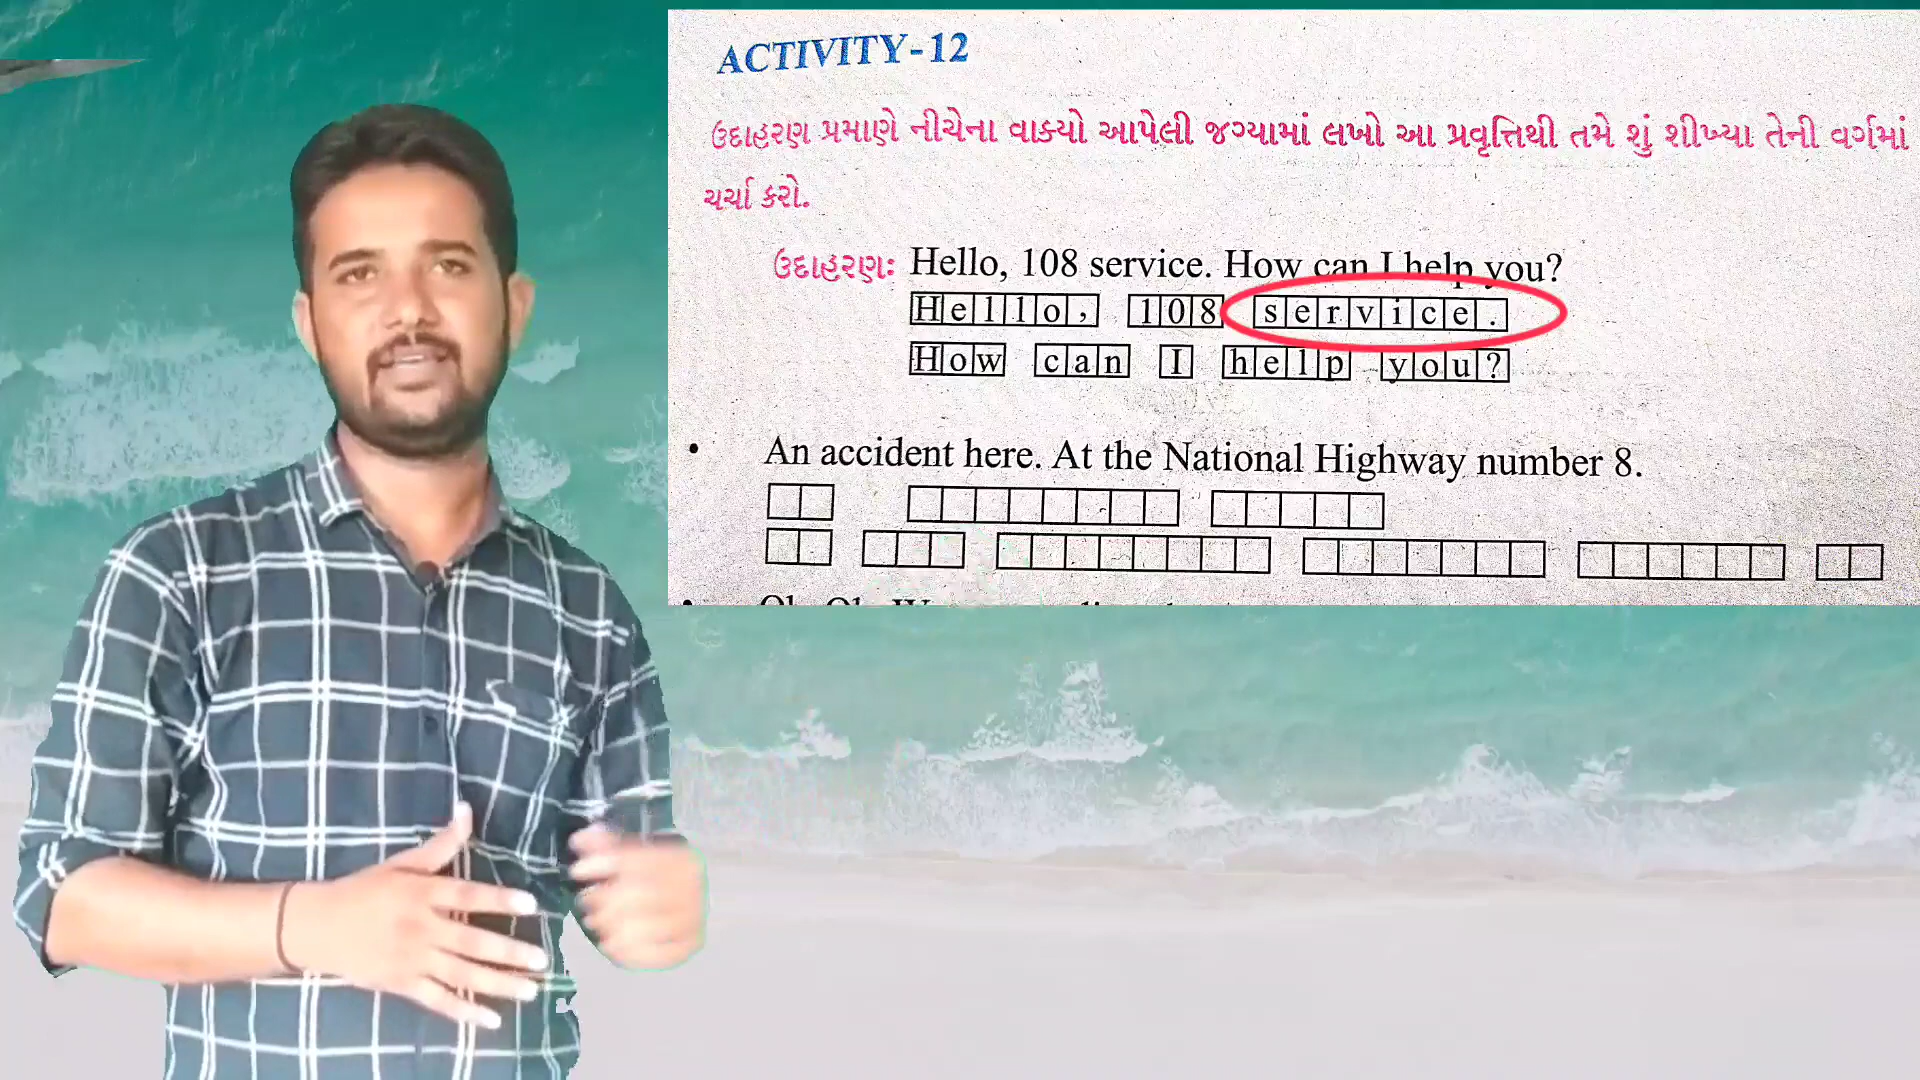 ACTIVITY-12
ઉદાહરણ પ્રમાણે નીચેના વાક્યો આપેલી જગ્યામાં લખો આ પ્રવૃત્તિથી તમે શું શીખ્યા તેની વર્ગમાં
ચર્ચા કરો.
ઉદાહરણઃ Hello, 108 service. How can I help you?
Hello, 108 service.
How can I help you?
• An accident here. At the National Highway number 8.